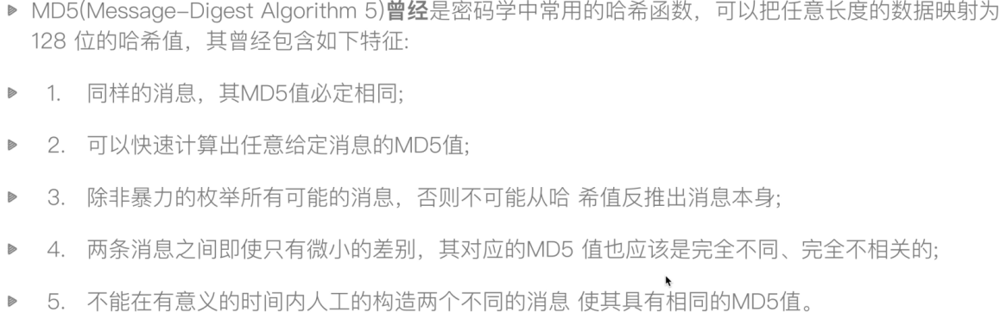 MD5(Message-Digest Algorithm 5)曾经是密码学中常用的哈希函数，可以把任意长度的数据映射为
128 位的哈希值，其曾经包含如下特征:
1. 同样的消息，其MD5值必定相同;
2. 可以快速计算出任意给定消息的MD5值;
3. 除非暴力的枚举所有可能的消息，否则不可能从哈 希值反推出消息本身;
4. 两条消息之间即使只有微小的差别，其对应的MD5 值也应该是完全不同、完全不相关的;
5. 不能在有意义的时间内人工的构造两个不同的消息 使其具有相同的MD5值。